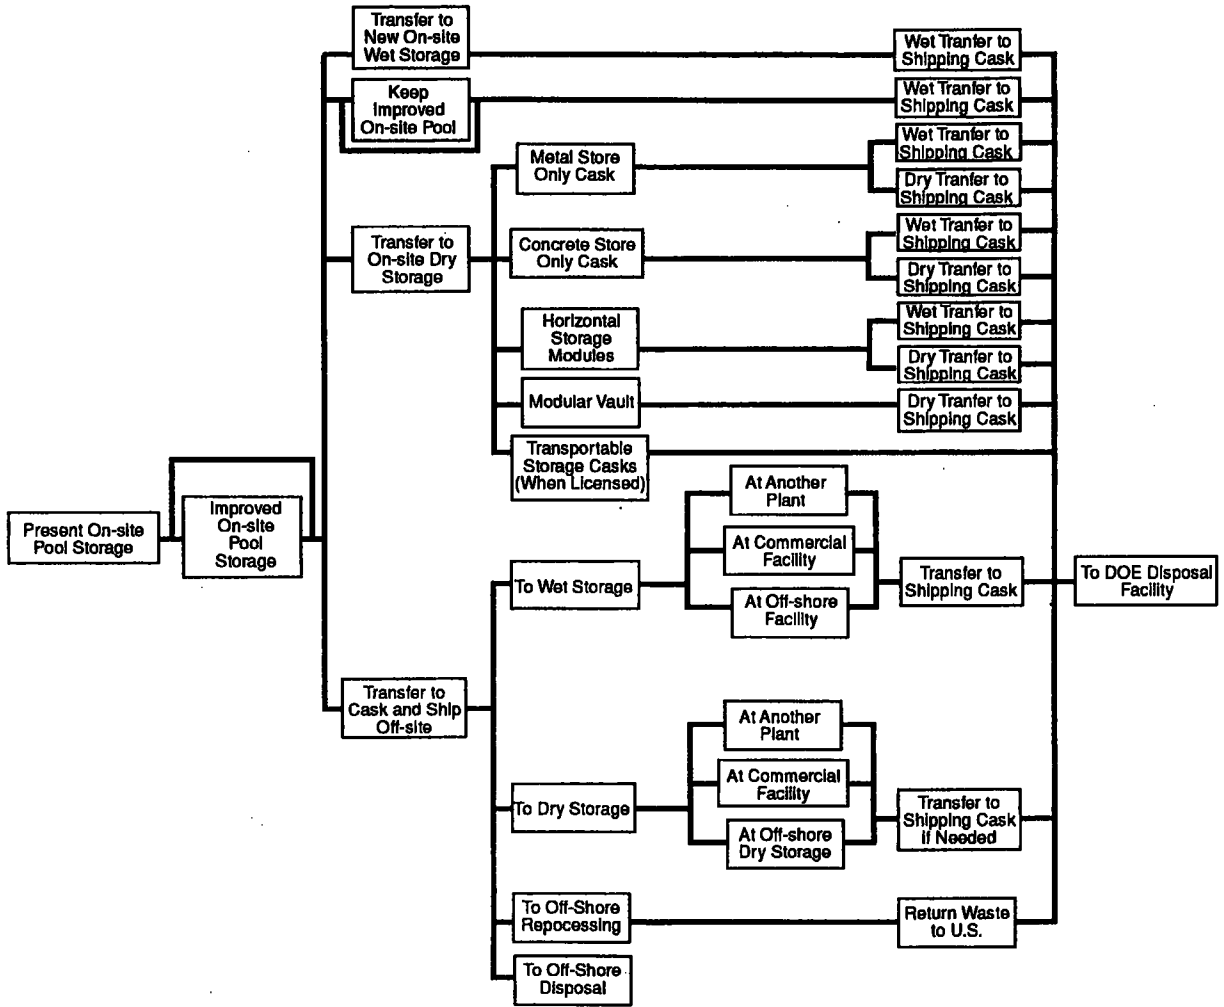 Transfer to
New On-site
Wet Storage
Wet Tranfer to
Shipping Cask
Keep
Improved
On-site Pool
Wet Tranfer to
Shipping Cask
Metal Store
Only Cask
Wet Tranfer to
Shipping Cask
Dry Tranfer to
Shipping Cask
Transfer to
On-site Dry
Storage
Concrete Store
Only Cask
Wet Tranfer to
Shipping Cask
Dry Tranfer to
Shipping Cask
Horizontal
Storage
Modules
Wet Tranfer to
Shipping Cask
Dry Tranfer to
Shipping Cask
Modular Vault
Dry Tranfer to
Shipping Cask
Transportable
Storage Casks
(When Licensed)
Present On-site
Pool Storage
Improved
On-site
Pool
Storage
To Wet Storage
At Another
Plant
At Commercial
Facility
At Off-shore
Facility
Transfer to
Shipping Cask
To DOE Disposal
Facility
Transfer to
Cask and Ship
Off-site
To Dry Storage
At Another
Plant
At Commercial
Facility
At Off-shore
Dry Storage
Transfer to
Shipping Cask
If Needed
To Off-Shore
Repocessing
Return Waste
to U.S.
To Off-Shore
Disposal